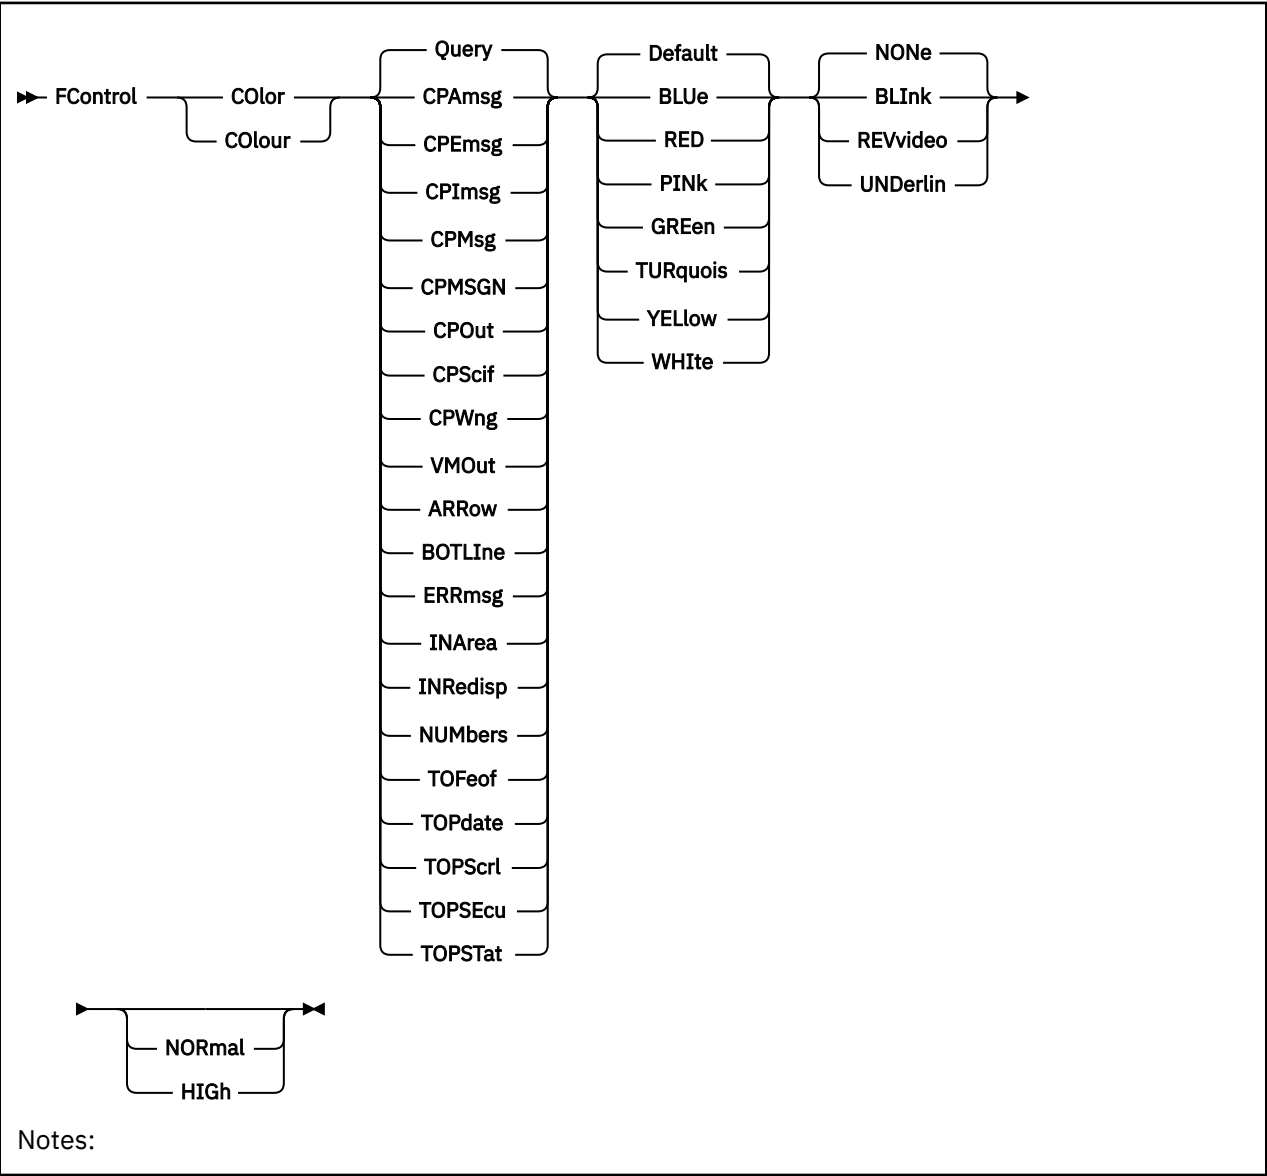 Query
Default
NONe
FControl
COlor
CPAmsg
BLUe
BLInk
COlour
CPEmsg
RED
REVvideo
CPImsg
PINk
UNDerlin
CPMsg
GREen
CPMSGN
TURquois
CPOut
YELlow
CPScif
WHIte
CPWng
VMOut
ARRow
BOTLIne
ERRmsg
INArea
INRedisp
NUMbers
TOFeof
TOPdate
TOPScrl
TOPSEcu
TOPSTat
NORmal
HIGh
Notes: